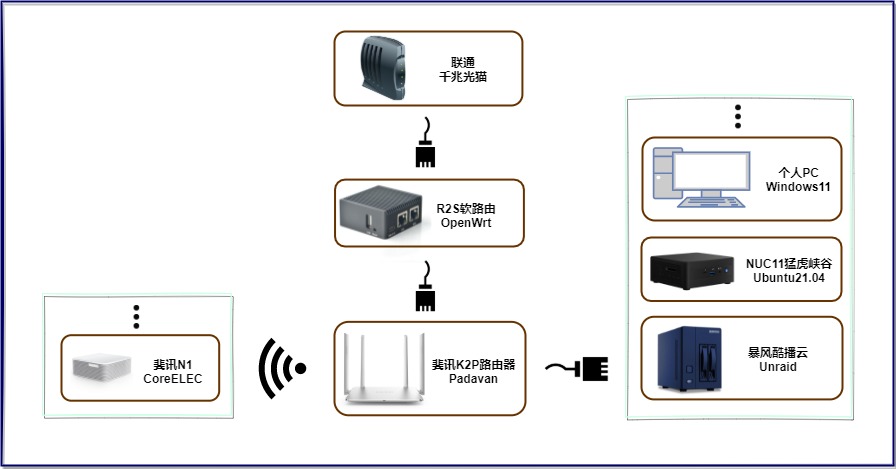 联通
千兆光猫
R2S软路由
OpenWrt
斐讯K2P路由器
Padavan
斐讯N1
CoreELEC
个人PC
Windows11
NUC11猛虎峡谷
Ubuntu21.04
暴风酷播云
Unraid